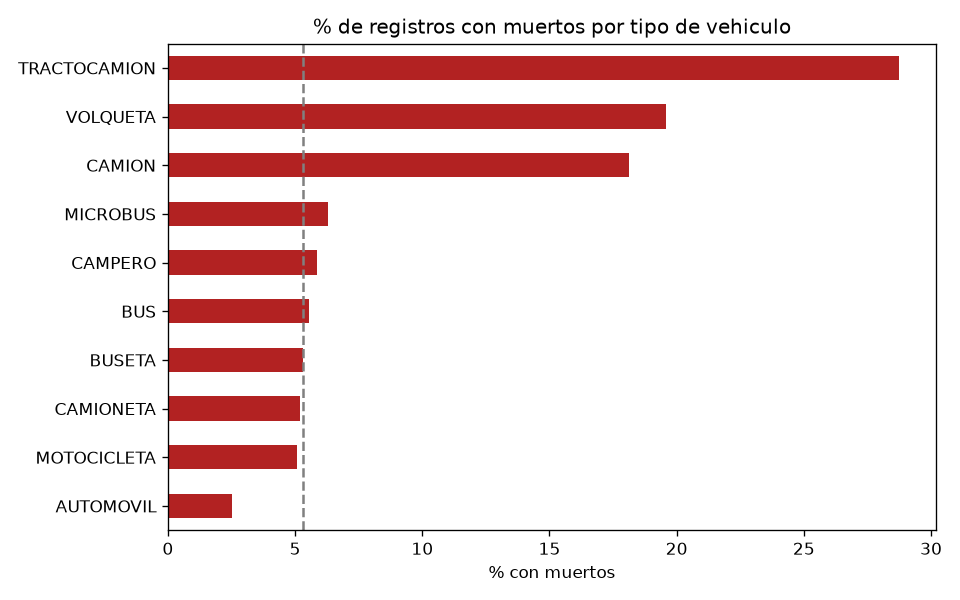 % de registros con muertos por tipo de vehiculo
TRACTOCAMION
VOLQUETA
CAMION
MICROBUS
CAMPERO
BUS
BUSETA
CAMIONETA
MOTOCICLETA
AUTOMOVIL
0 5 10 15 20 25 30
% con muertos